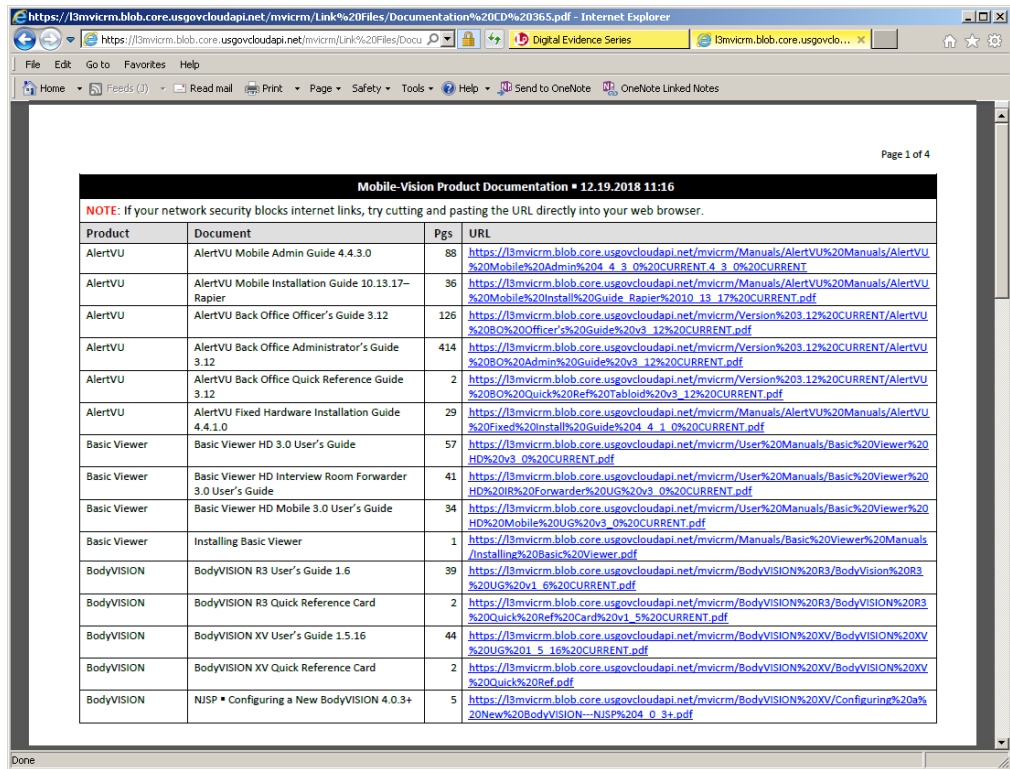 https://l3mvicrm.blob.core.usgovcloudapi.net/mvicrm/Link%20Files/Documentation%20CD%20365.pdf - Internet Explorer
https://l3mvicrm.blob.core.usgovcloudapi.net/mvicrm/Link%20Files/Docu
Digital Evidence Series
l3mvicrm.blob.core.usgovclo...
File Edit Go to Favorites Help
Home Feeds (J) Read mail Print Page Safety Tools Help Send to OneNote OneNote Linked Notes
Page 1 of 4
Mobile-Vision Product Documentation ▪ 12.19.2018 11:16
NOTE: If your network security blocks internet links, try cutting and pasting the URL directly into your web browser.
Product Document Pgs URL
AlertVU AlertVU Mobile Admin Guide 4.4.3.0 88 https://l3mvicrm.blob.core.usgovcloudapi.net/mvicrm/Manuals/AlertVU%20Manuals/AlertVU
%20Mobile%20Admin%204_4_3_0%20CURRENT.4_3_0%20CURRENT
AlertVU AlertVU Mobile Installation Guide 10.13.17– 36 https://l3mvicrm.blob.core.usgovcloudapi.net/mvicrm/Manuals/AlertVU%20Manuals/AlertVU
Rapier %20Mobile%20Install%20Guide_Rapier%2010_13_17%20CURRENT.pdf
AlertVU AlertVU Back Office Officer's Guide 3.12 126 https://l3mvicrm.blob.core.usgovcloudapi.net/mvicrm/Version%203.12%20CURRENT/AlertVU
%20BO%20Officer's%20Guide%20v3_12%20CURRENT.pdf
AlertVU AlertVU Back Office Administrator's Guide 414 https://l3mvicrm.blob.core.usgovcloudapi.net/mvicrm/Version%203.12%20CURRENT/AlertVU
3.12 %20BO%20Admin%20Guide%20v3_12%20CURRENT.pdf
AlertVU AlertVU Back Office Quick Reference Guide 2 https://l3mvicrm.blob.core.usgovcloudapi.net/mvicrm/Version%203.12%20CURRENT/AlertVU
3.12 %20BO%20Quick%20Ref%20Tabloid%20v3_12%20CURRENT.pdf
AlertVU AlertVU Fixed Hardware Installation Guide 29 https://l3mvicrm.blob.core.usgovcloudapi.net/mvicrm/Manuals/AlertVU%20Manuals/AlertVU
4.4.1.0 %20Fixed%20Install%20Guide%204_4_1_0%20CURRENT.pdf
Basic Viewer Basic Viewer HD 3.0 User's Guide 57 https://l3mvicrm.blob.core.usgovcloudapi.net/mvicrm/User%20Manuals/Basic%20Viewer%20
HD%20v3_0%20CURRENT.pdf
Basic Viewer Basic Viewer HD Interview Room Forwarder 41 https://l3mvicrm.blob.core.usgovcloudapi.net/mvicrm/User%20Manuals/Basic%20Viewer%20
3.0 User's Guide HD%20IR%20Forwarder%20UG%20v3_0%20CURRENT.pdf
Basic Viewer Basic Viewer HD Mobile 3.0 User's Guide 34 https://l3mvicrm.blob.core.usgovcloudapi.net/mvicrm/User%20Manuals/Basic%20Viewer%20
HD%20Mobile%20UG%20v3_0%20CURRENT.pdf
Basic Viewer Installing Basic Viewer 1 https://l3mvicrm.blob.core.usgovcloudapi.net/mvicrm/Manuals/Basic%20Viewer%20Manuals
/Installing%20Basic%20Viewer.pdf
BodyVISION BodyVISION R3 User's Guide 1.6 39 https://l3mvicrm.blob.core.usgovcloudapi.net/mvicrm/BodyVISION%20R3/BodyVision%20R3
%20UG%20v1_6%20CURRENT.pdf
BodyVISION BodyVISION R3 Quick Reference Card 2 https://l3mvicrm.blob.core.usgovcloudapi.net/mvicrm/BodyVISION%20R3/BodyVISION%20R3
%20Quick%20Ref%20Card%20v1_5%20CURRENT.pdf
BodyVISION BodyVISION XV User's Guide 1.5.16 44 https://l3mvicrm.blob.core.usgovcloudapi.net/mvicrm/BodyVISION%20XV/BodyVISION%20XV
%20UG%201_5_16%20CURRENT.pdf
BodyVISION BodyVISION XV Quick Reference Card 2 https://l3mvicrm.blob.core.usgovcloudapi.net/mvicrm/BodyVISION%20XV/BodyVISION%20XV
%20Quick%20Ref.pdf
BodyVISION NJSP ▪ Configuring a New BodyVISION 4.0.3+ 5 https://l3mvicrm.blob.core.usgovcloudapi.net/mvicrm/BodyVISION%20XV/Configuring%20a%
20New%20BodyVISION---NJSP%204_0_3+.pdf
Done